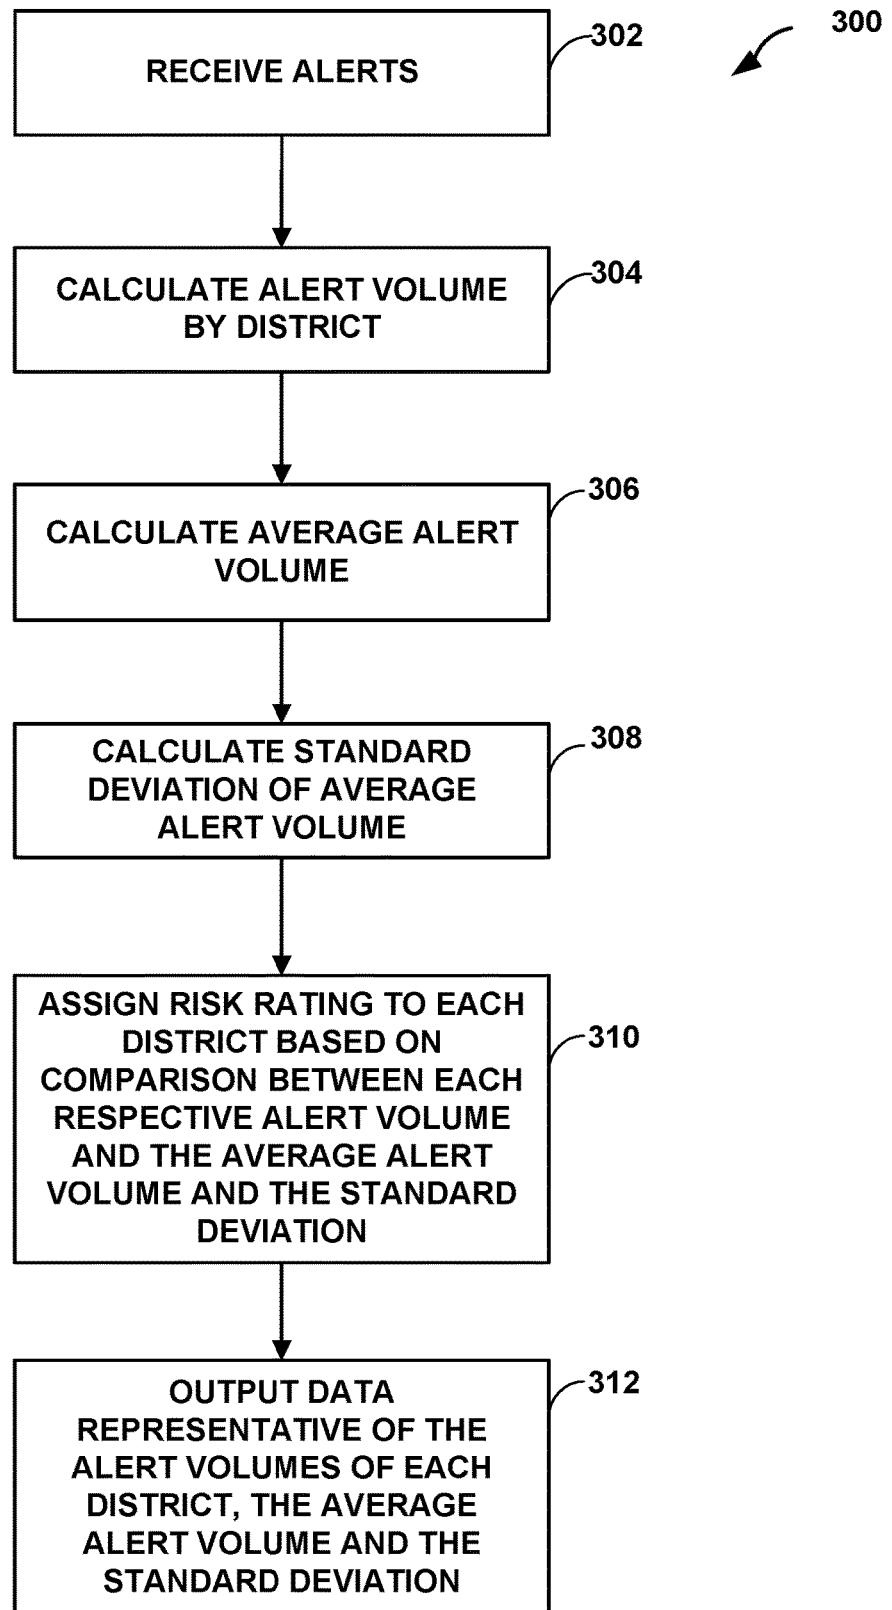 300
302
RECEIVE ALERTS
304
CALCULATE ALERT VOLUME
BY DISTRICT
306
CALCULATE AVERAGE ALERT
VOLUME
308
CALCULATE STANDARD
DEVIATION OF AVERAGE
ALERT VOLUME
310
ASSIGN RISK RATING TO EACH
DISTRICT BASED ON
COMPARISON BETWEEN EACH
RESPECTIVE ALERT VOLUME
AND THE AVERAGE ALERT
VOLUME AND THE STANDARD
DEVIATION
312
OUTPUT DATA
REPRESENTATIVE OF THE
ALERT VOLUMES OF EACH
DISTRICT, THE AVERAGE
ALERT VOLUME AND THE
STANDARD DEVIATION